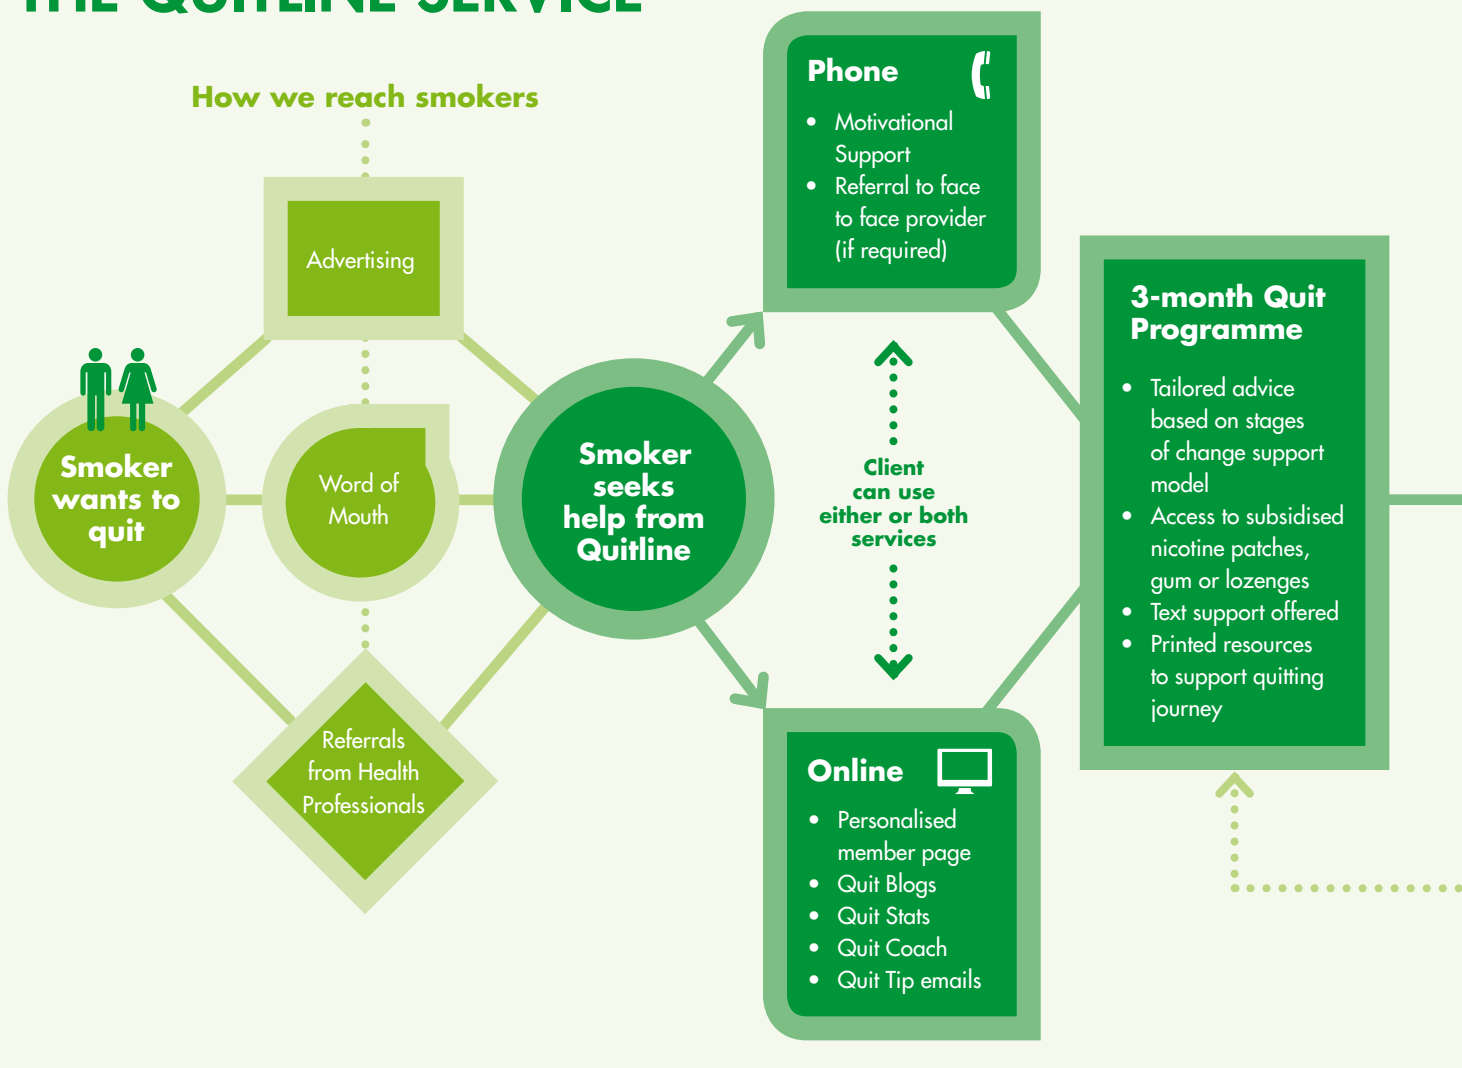 THE QUITLINE SERVICE
How we reach smokers
Advertising
Smoker
wants to
quit
Word of
Mouth
Referrals
from Health
Professionals
Smoker
seeks
help from
Quitline
Phone
• Motivational
Support
• Referral to face
to face provider
(if required)
Client
can use
either or both
services
Online
• Personalised
member page
• Quit Blogs
• Quit Stats
• Quit Coach
• Quit Tip emails
3-month Quit
Programme
• Tailored advice
based on stages
of change support
model
• Access to subsidised
nicotine patches,
gum or lozenges
• Text support offered
• Printed resources
to support quitting
journey